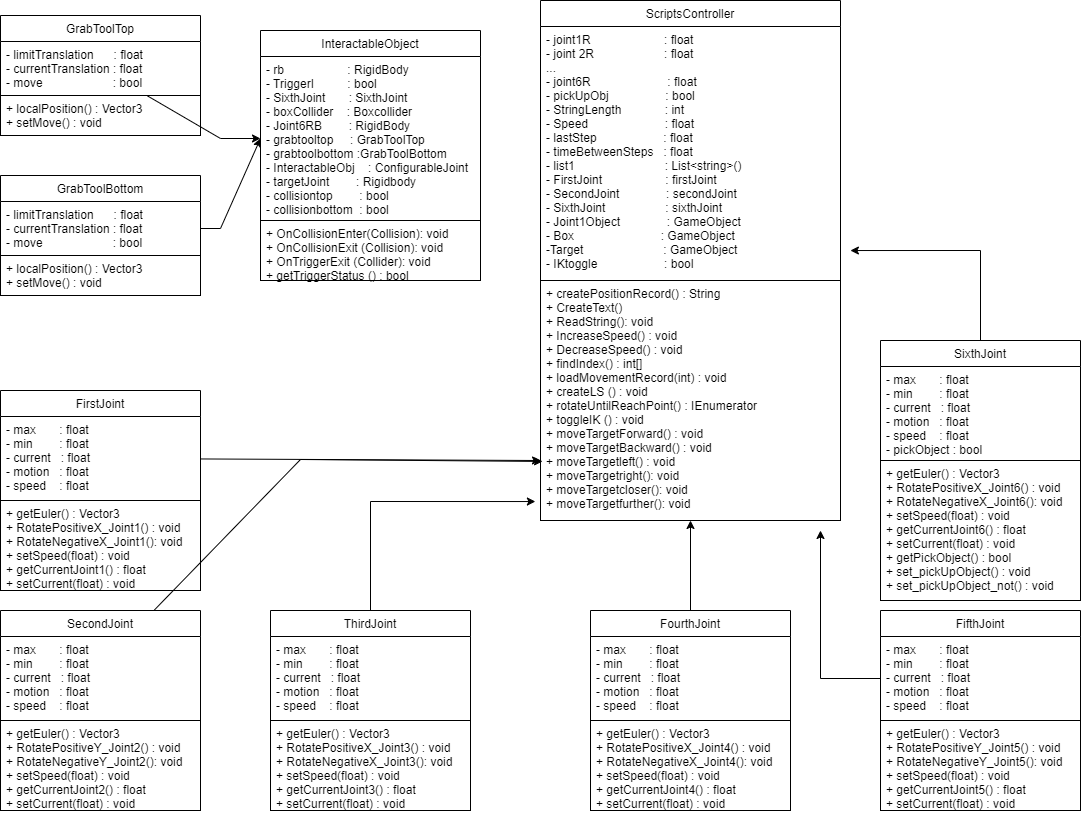 GrabToolTop
- limitTranslation : float
- currentTranslation : float
- move : bool
+ localPosition() : Vector3
+ setMove() : void
GrabToolBottom
- limitTranslation : float
- currentTranslation : float
- move : bool
+ localPosition() : Vector3
+ setMove() : void
InteractableObject
- rb : RigidBody
- TriggerI : bool
- SixthJoint : SixthJoint
- boxCollider : Boxcollider
- Joint6RB : RigidBody
- grabtooltop : GrabToolTop
- grabtoolbottom :GrabToolBottom
- InteractableObj : ConfigurableJoint
- targetJoint : Rigidbody
- collisiontop : bool
- collisionbottom : bool
+ OnCollisionEnter(Collision): void
+ OnCollisionExit (Collision): void
+ OnTriggerExit (Collider): void
+ getTriggerStatus () : bool
ScriptsController
- joint1R : float
- joint 2R : float
...
- joint6R : float
- pickUpObj : bool
- StringLength : int
- Speed : float
- lastStep : float
- timeBetweenSteps : float
- list1 : List<string>()
- FirstJoint : firstJoint
- SecondJoint : secondJoint
- SixthJoint : sixthJoint
- Joint1Object : GameObject
- Box : GameObject
-Target : GameObject
- IKtoggle : bool
+ createPositionRecord() : String
+ CreateText()
+ ReadString(): void
+ IncreaseSpeed() : void
+ DecreaseSpeed() : void
+ findIndex() : int[]
+ loadMovementRecord(int) : void
+ createLS () : void
+ rotateUntilReachPoint() : IEnumerator
+ toggleIK () : void
+ moveTargetForward() : void
+ moveTargetBackward() : void
+ moveTargetleft() : void
+ moveTargetright(): void
+ moveTargetcloser(): void
+ moveTargetfurther(): void
FirstJoint
- max : float
- min : float
- current : float
- motion : float
- speed : float
+ getEuler() : Vector3
+ RotatePositiveX_Joint1() : void
+ RotateNegativeX_Joint1(): void
+ setSpeed(float) : void
+ getCurrentJoint1() : float
+ setCurrent(float) : void
SixthJoint
- max : float
- min : float
- current : float
- motion : float
- speed : float
- pickObject : bool
+ getEuler() : Vector3
+ RotatePositiveX_Joint6() : void
+ RotateNegativeX_Joint6(): void
+ setSpeed(float) : void
+ getCurrentJoint6() : float
+ setCurrent(float) : void
+ getPickObject() : bool
+ set_pickUpObject() : void
+ set_pickUpObject_not() : void
SecondJoint
- max : float
- min : float
- current : float
- motion : float
- speed : float
+ getEuler() : Vector3
+ RotatePositiveY_Joint2() : void
+ RotateNegativeY_Joint2(): void
+ setSpeed(float) : void
+ getCurrentJoint2() : float
+ setCurrent(float) : void
ThirdJoint
- max : float
- min : float
- current : float
- motion : float
- speed : float
+ getEuler() : Vector3
+ RotatePositiveX_Joint3() : void
+ RotateNegativeX_Joint3(): void
+ setSpeed(float) : void
+ getCurrentJoint3() : float
+ setCurrent(float) : void
FourthJoint
- max : float
- min : float
- current : float
- motion : float
- speed : float
+ getEuler() : Vector3
+ RotatePositiveX_Joint4() : void
+ RotateNegativeX_Joint4(): void
+ setSpeed(float) : void
+ getCurrentJoint4() : float
+ setCurrent(float) : void
FifthJoint
- max : float
- min : float
- current : float
- motion : float
- speed : float
+ getEuler() : Vector3
+ RotatePositiveY_Joint5() : void
+ RotateNegativeY_Joint5(): void
+ setSpeed(float) : void
+ getCurrentJoint5() : float
+ setCurrent(float) : void